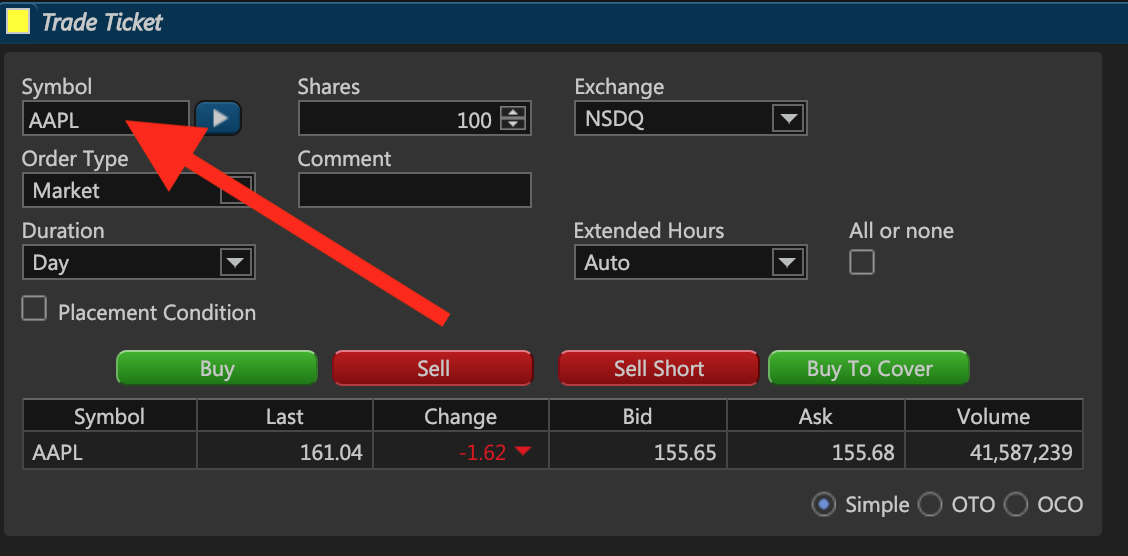 Trade Ticket
Symbol Shares Exchange
AAPL 100 NSDQ
Order Type Comment
Market
Duration Extended Hours All or none
Day Auto
Placement Condition
Buy Sell Sell Short Buy To Cover
Symbol Last Change Bid Ask Volume
AAPL 161.04 -1.62 155.65 155.68 41,587,239
Simple OTO OCO